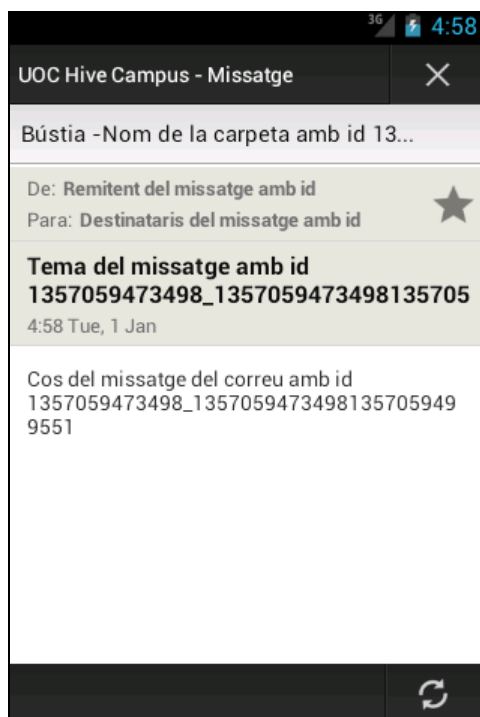 3G 4:58
UOC Hive Campus - Missatge
Bústia -Nom de la carpeta amb id 13...
De: Remitent del missatge amb id
Para: Destinataris del missatge amb id
Tema del missatge amb id
1357059473498_1357059473498135705
4:58 Tue, 1 Jan
Cos del missatge del correu amb id
1357059473498_1357059473498135705949
9551